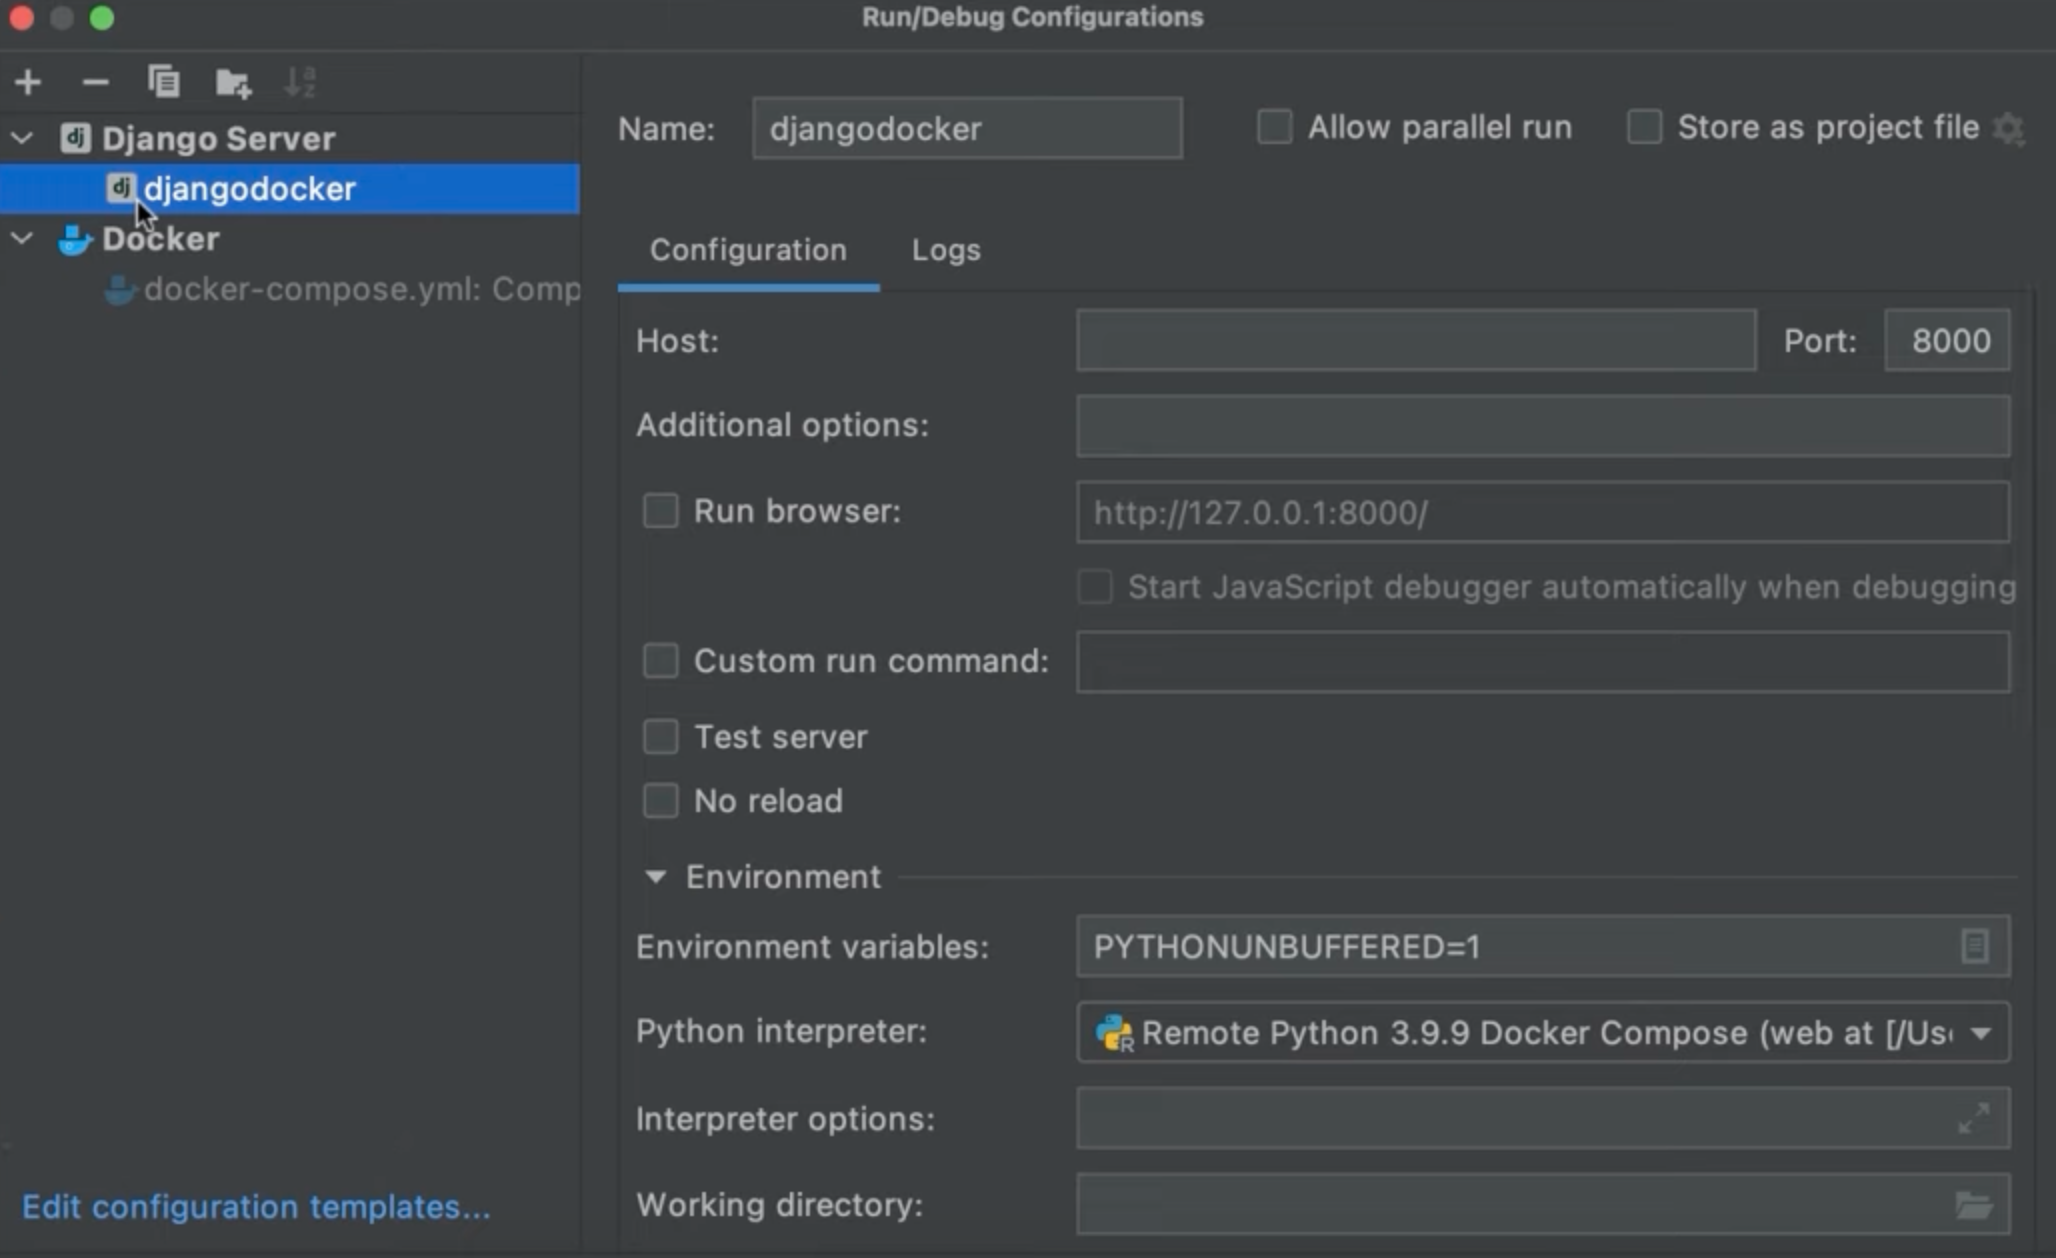 Run/Debug Configurations
Django Server
djangodocker
Docker
docker-compose.yml: Comp
Edit configuration templates...
Name: djangodocker Allow parallel run Store as project file
Configuration Logs
Host: Port: 8000
Additional options:
Run browser: http://127.0.0.1:8000/
Start JavaScript debugger automatically when debugging
Custom run command:
Test server
No reload
Environment
Environment variables: PYTHONUNBUFFERED=1
Python interpreter: Remote Python 3.9.9 Docker Compose (web at [/Us
Interpreter options:
Working directory: